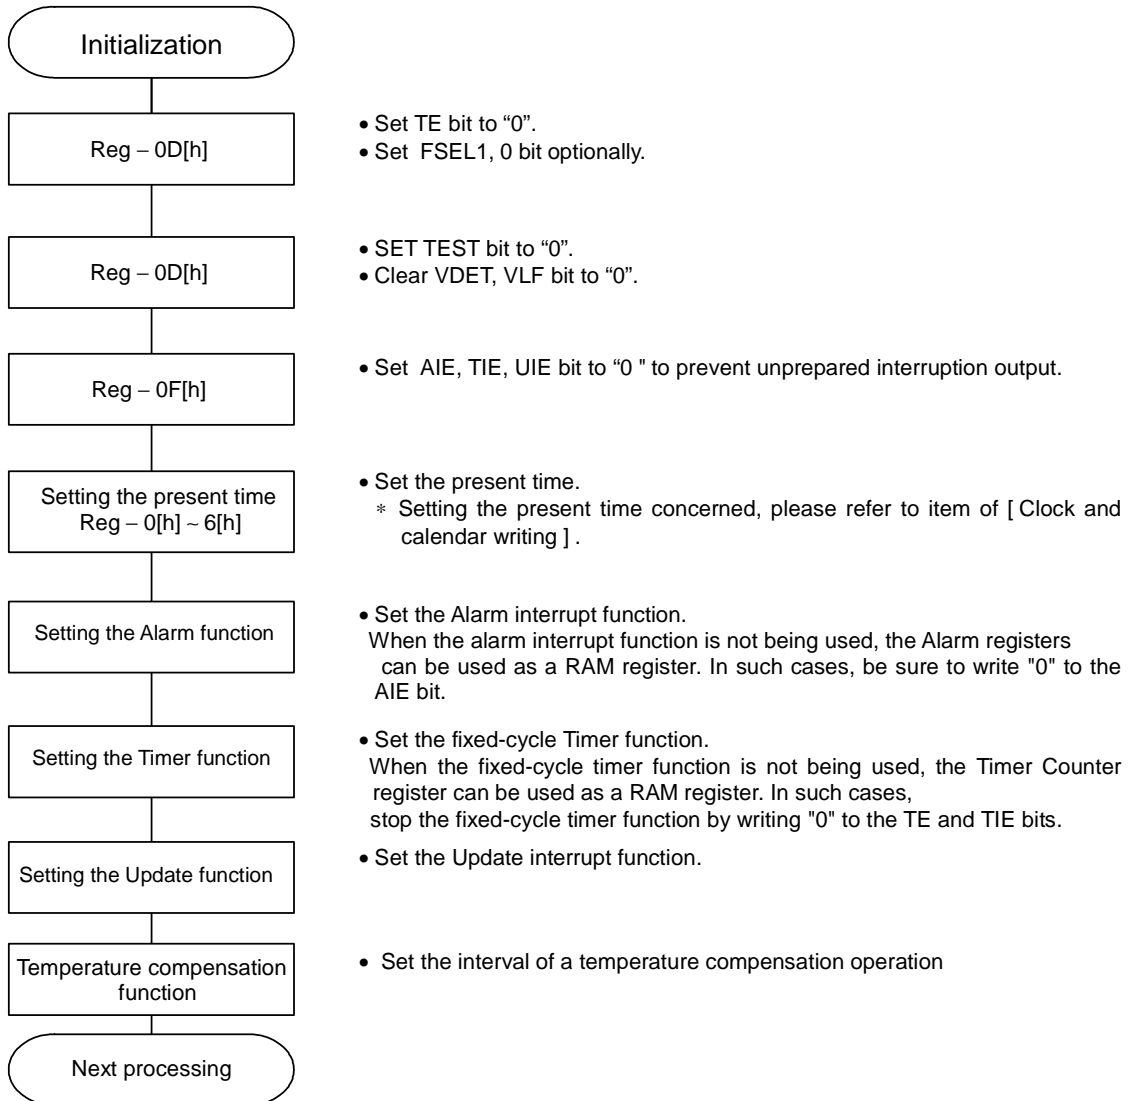 Initialization
Reg – 0D[h]
• Set TE bit to “0”.
• Set  FSEL1, 0 bit optionally.
Reg – 0D[h]
• SET TEST bit to “0”.
• Clear VDET, VLF bit to “0”.
Reg – 0F[h]
• Set  AIE, TIE, UIE bit to “0 " to prevent unprepared interruption output.
Setting the present time
Reg – 0[h] ~ 6[h]
• Set the present time.
* Setting the present time concerned, please refer to item of [ Clock and
calendar writing ] .
Setting the Alarm function
• Set the Alarm interrupt function.
When the alarm interrupt function is not being used, the Alarm registers
can be used as a RAM register. In such cases, be sure to write "0" to the
AIE bit.
Setting the Timer function
• Set the fixed-cycle Timer function.
When the fixed-cycle timer function is not being used, the Timer Counter
register can be used as a RAM register. In such cases,
stop the fixed-cycle timer function by writing "0" to the TE and TIE bits.
Setting the Update function
• Set the Update interrupt function.
Temperature compensation
function
• Set the interval of a temperature compensation operation
Next processing